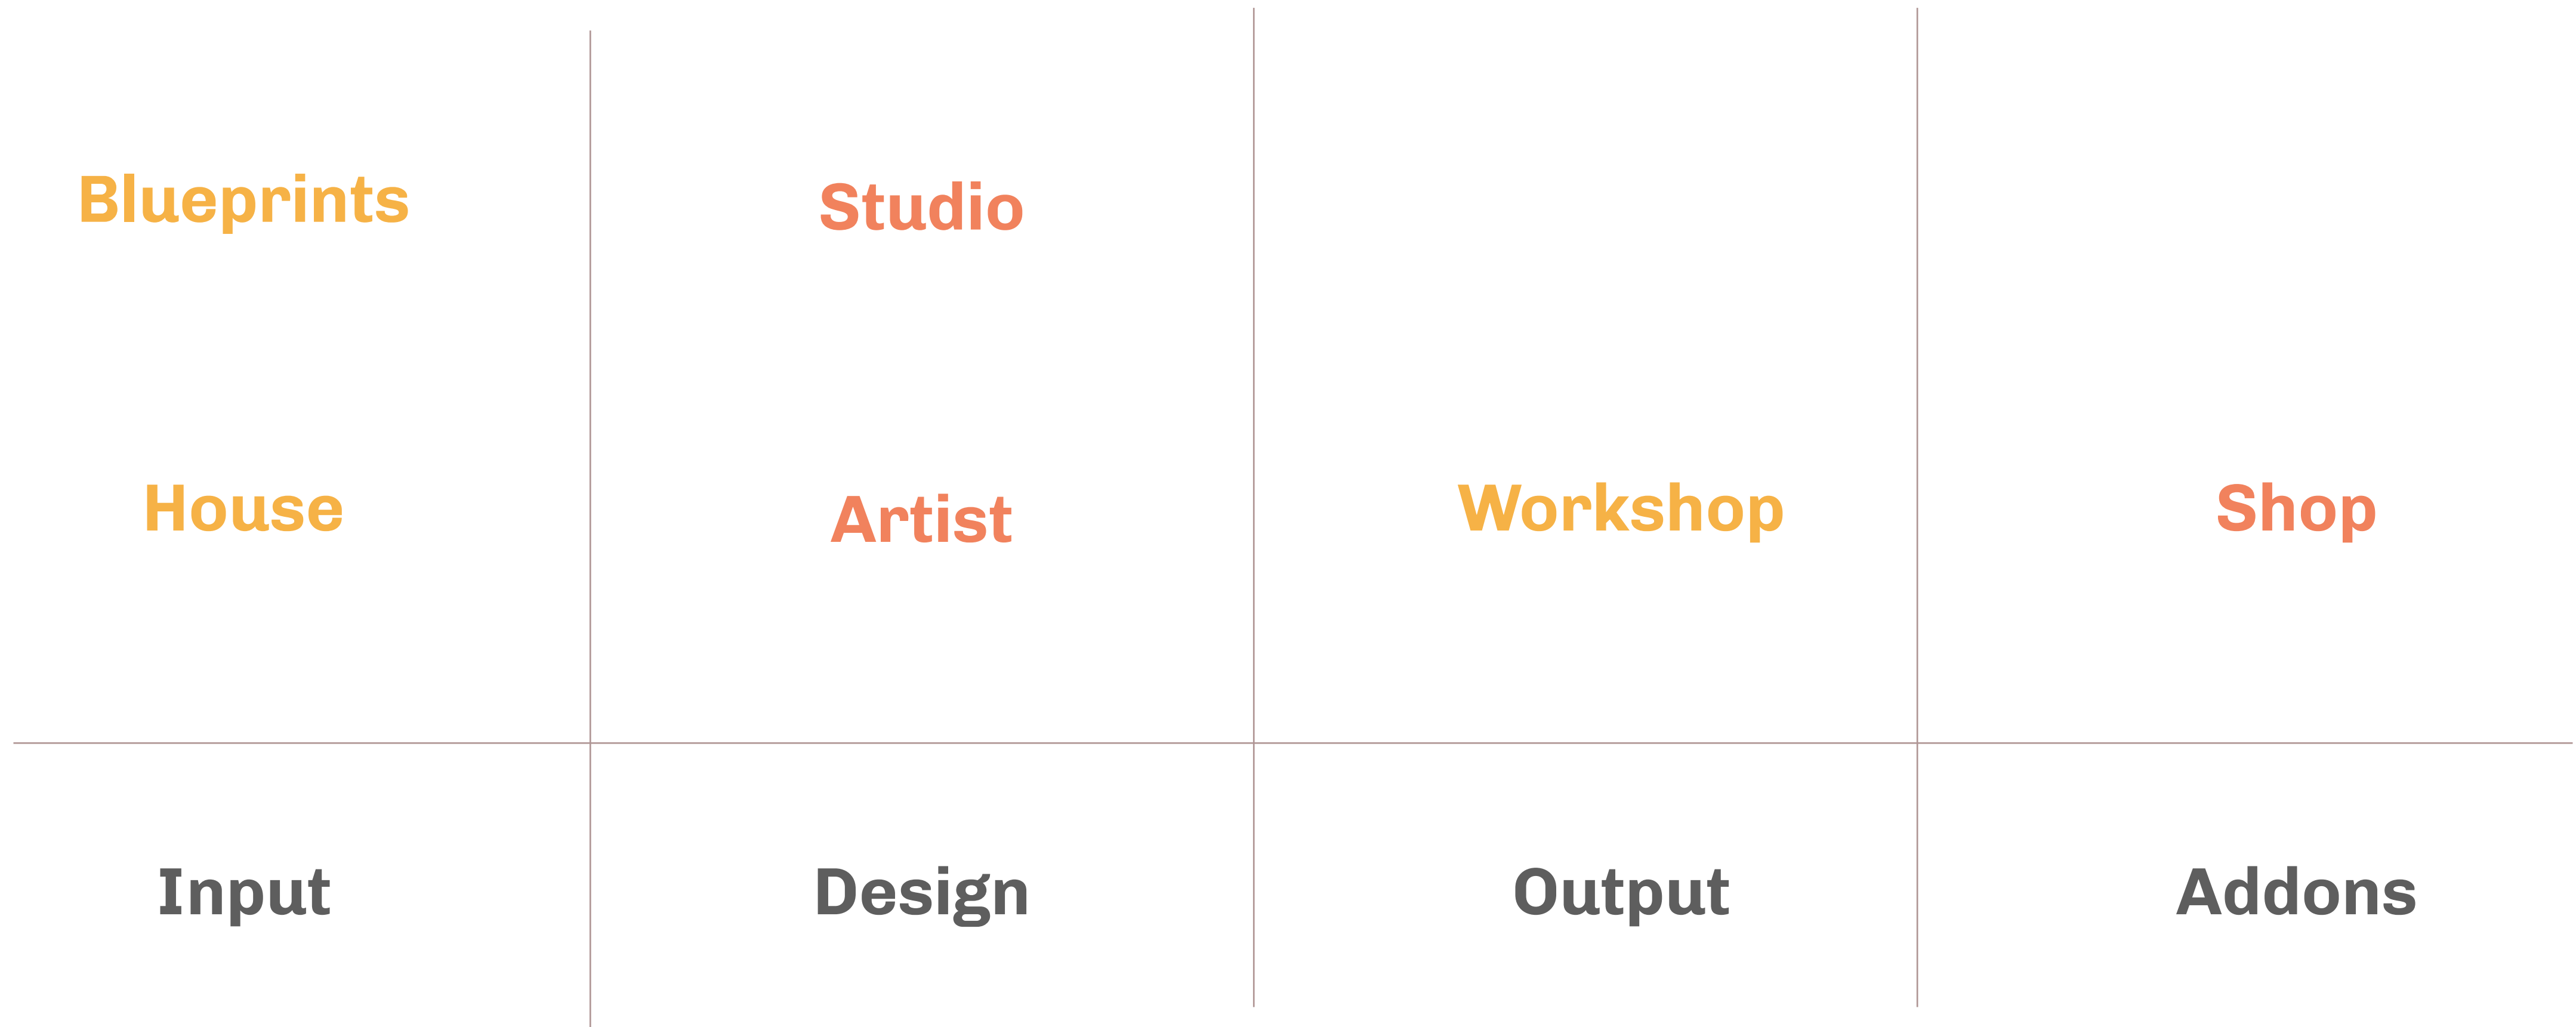 Blueprints
Studio
House
Artist
Workshop
Shop
Input
Design
Output
Addons